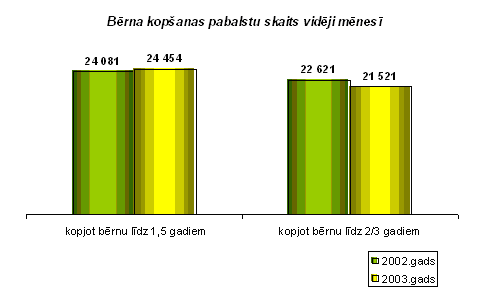 Bērna kopšanas pabalstu skaits vidēji mēnesī
24 081 24 454
22 621 21 521
kopjot bērnu līdz 1,5 gadiem kopjot bērnu līdz 2/3 gadiem
2002.gads
2003.gads